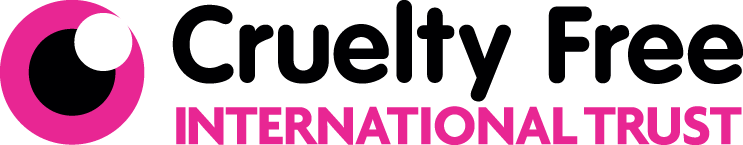 Cruelty Free
INTERNATIONAL TRUST